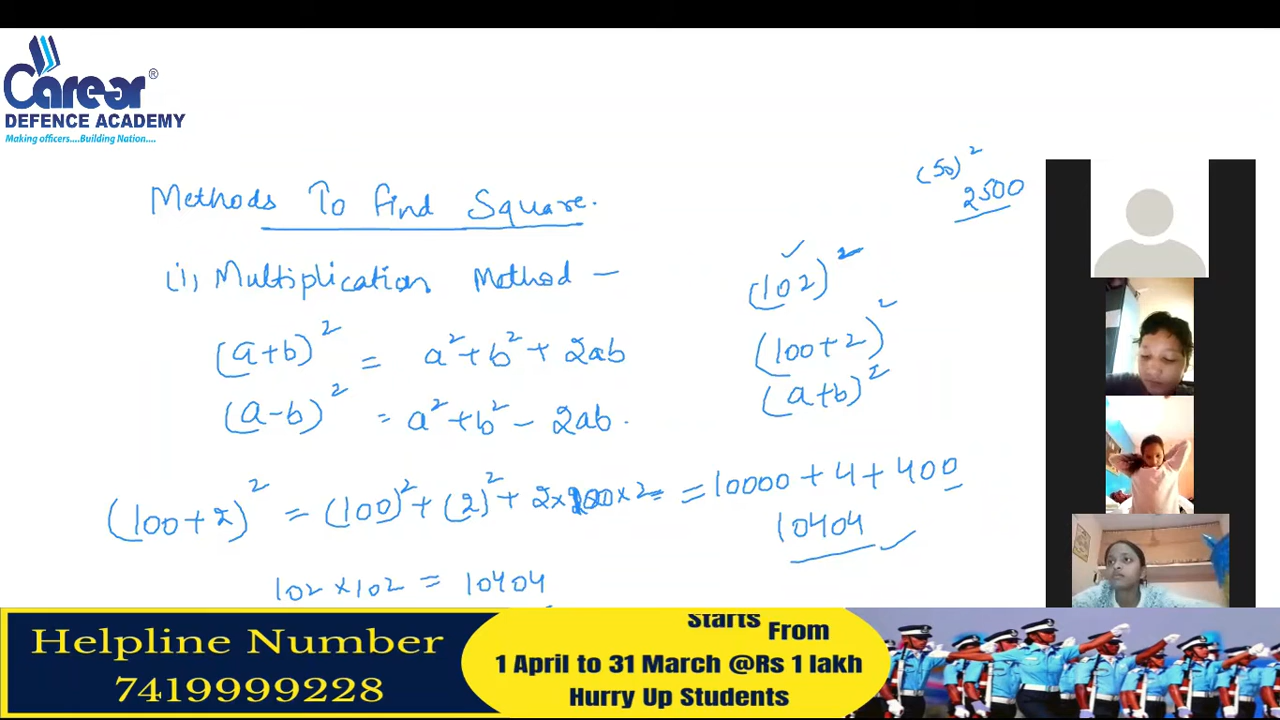 Carear®
DEFENCE ACADEMY
Making officers....Building Nation....
(50)²
2500
Methods To find Square.
(i) Multiplication Method –
(102)²
(a+b)² = a²+b²+2ab
(100+2)²
(a-b)² = a²+b²-2ab.
(a+b)²
(100+2)² = (100)²+(2)²+2×100×2= =10000+4+400
10404
102×102 = 10404
Helpline Number
7419999228
Starts From
1 April to 31 March @Rs 1 lakh
Hurry Up Students